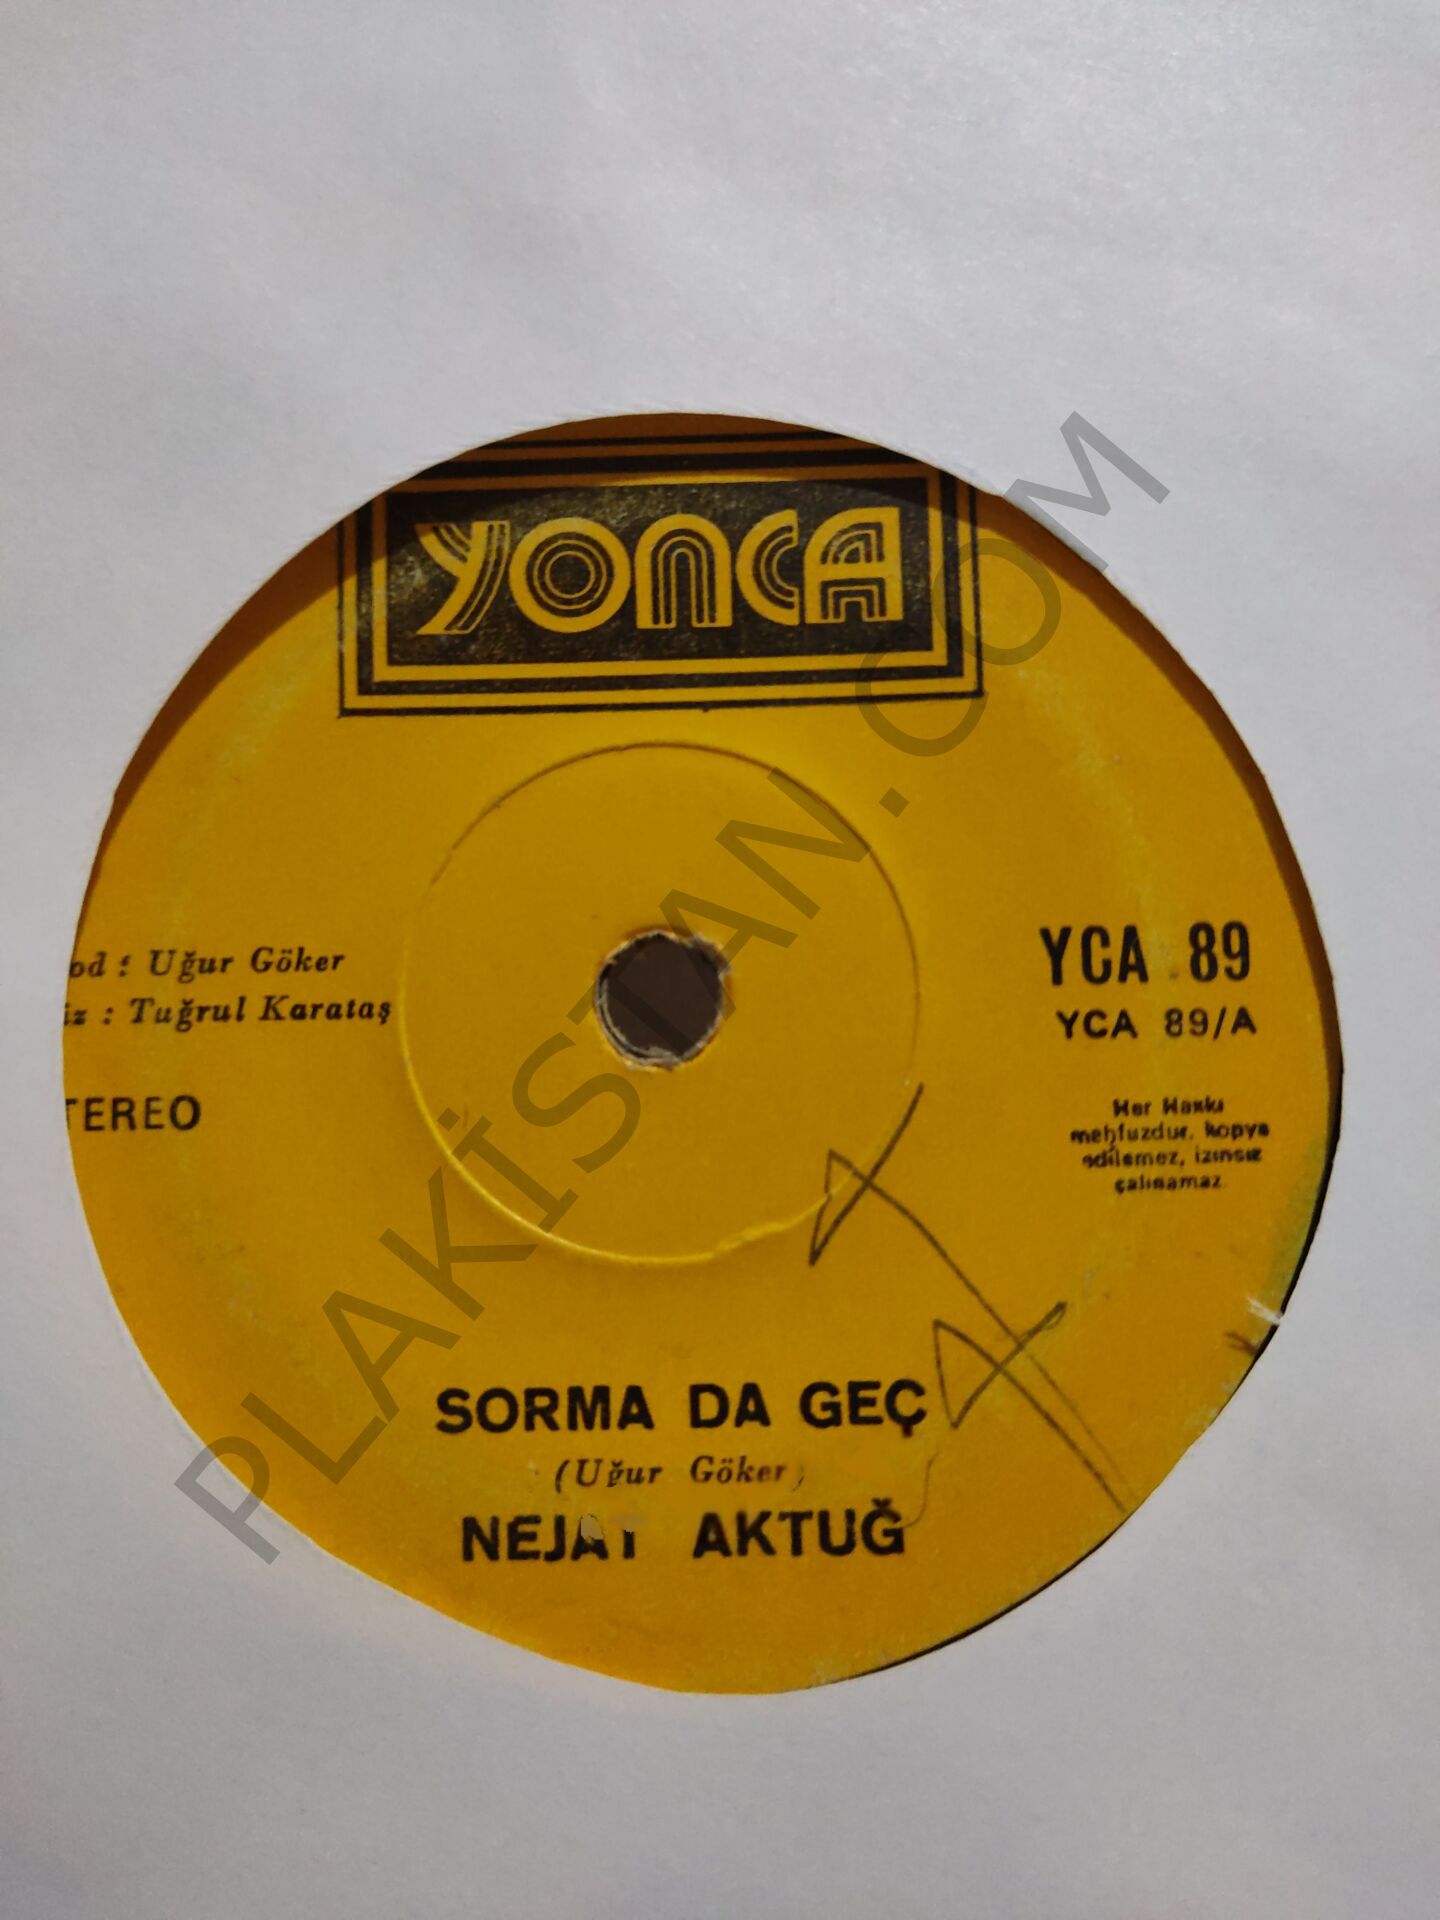 YONCA
od : Uğur Göker
iz : Tuğrul Karataş
TEREO
YCA 89
YCA 89/A
Her Hakkı
mahfuzdur. kopya
edilemez, izinsiz
çalınamaz.
SORMA DA GEÇ
(Uğur Göker)
NEJAT AKTUĞ
PLAKİSTAN.COM